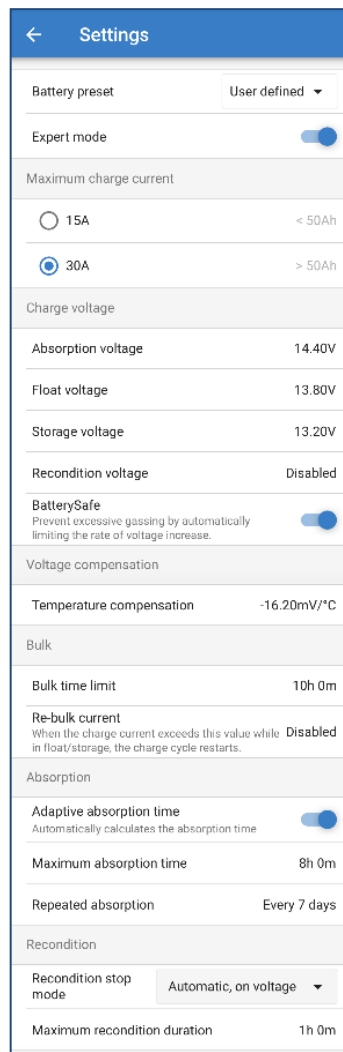 Settings
Battery preset User defined
Expert mode
Maximum charge current
15A < 50Ah
30A > 50Ah
Charge voltage
Absorption voltage 14.40V
Float voltage 13.80V
Storage voltage 13.20V
Recondition voltage Disabled
BatterySafe
Prevent excessive gassing by automatically
limiting the rate of voltage increase.
Voltage compensation
Temperature compensation -16.20mV/°C
Bulk
Bulk time limit 10h 0m
Re-bulk current
When the charge current exceeds this value while Disabled
in float/storage, the charge cycle restarts.
Absorption
Adaptive absorption time
Automatically calculates the absorption time
Maximum absorption time 8h 0m
Repeated absorption Every 7 days
Recondition
Recondition stop
mode Automatic, on voltage
Maximum recondition duration 1h 0m